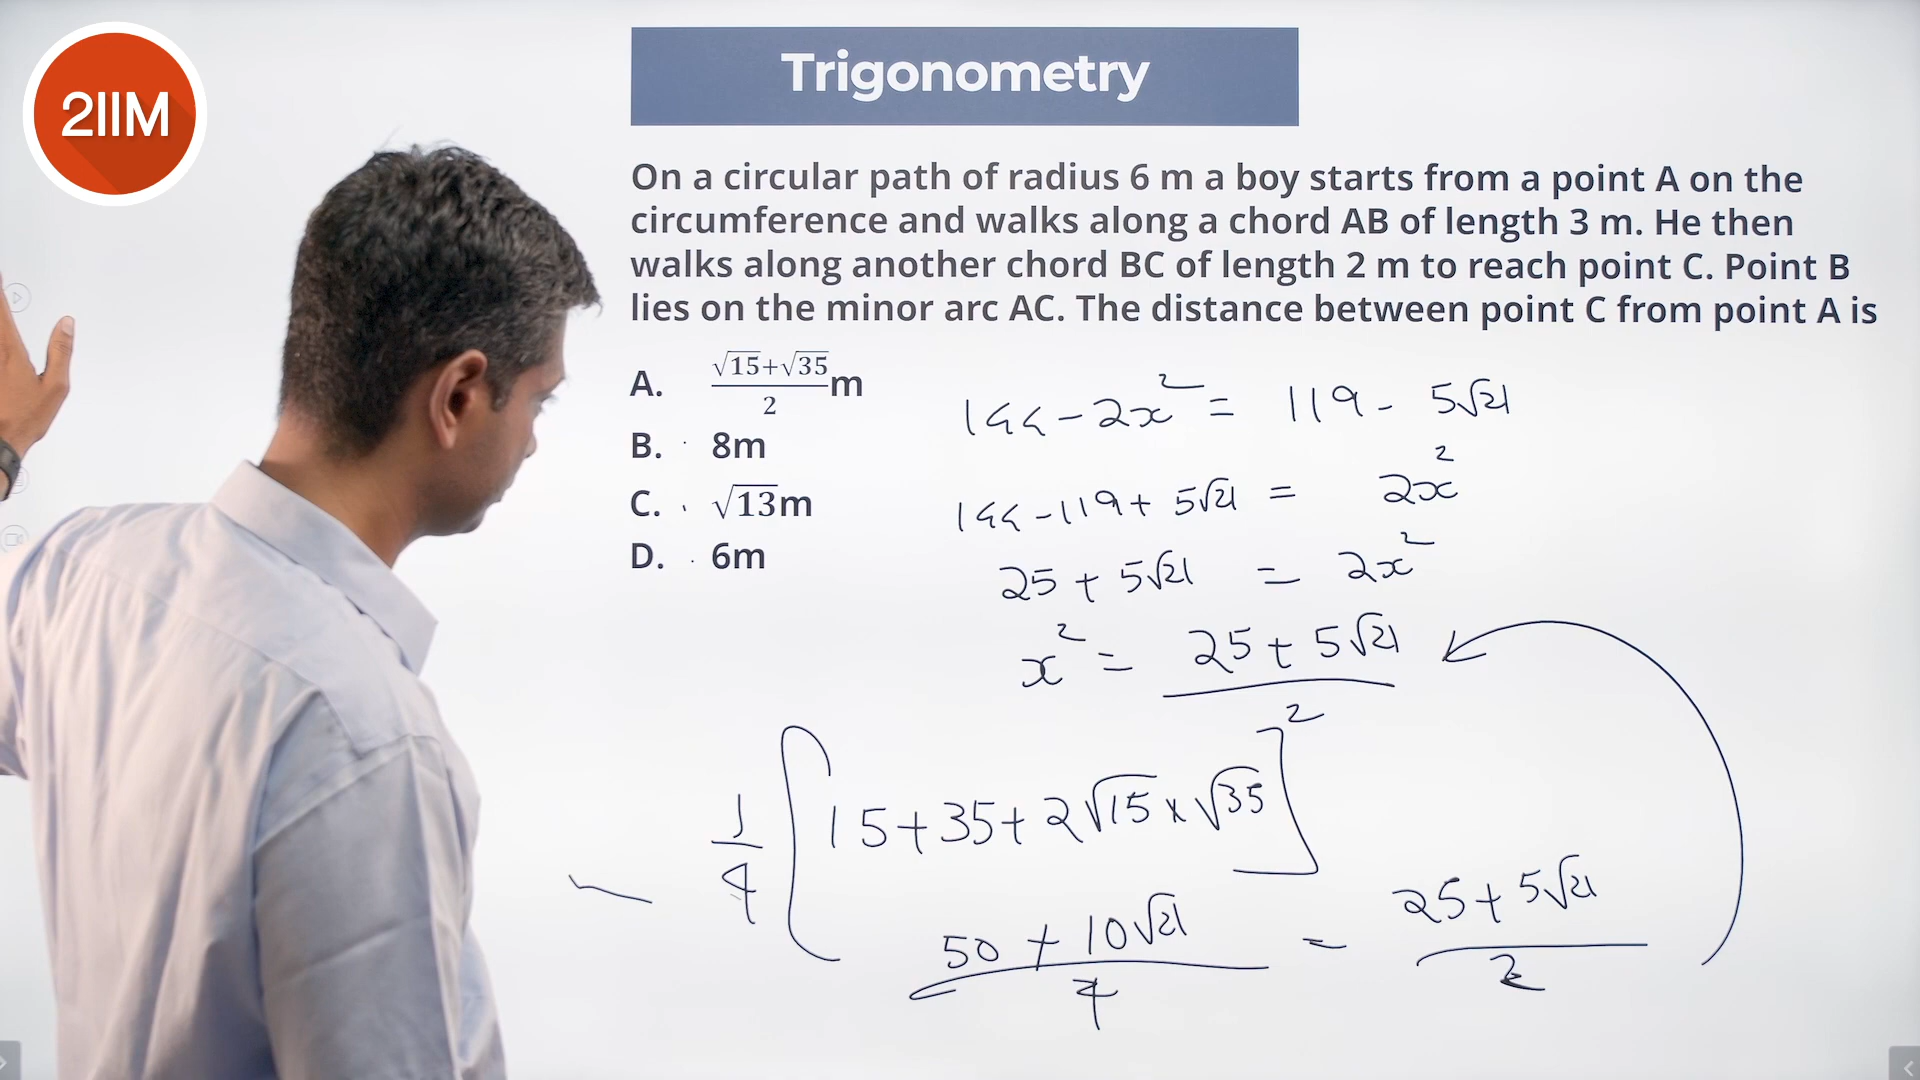 2IIM
Trigonometry
On a circular path of radius 6 m a boy starts from a point A on the
circumference and walks along a chord AB of length 3 m. He then
walks along another chord BC of length 2 m to reach point C. Point B
lies on the minor arc AC. The distance between point C from point A is
A. (√15+√35)/2 m
B. 8m
C. √13m
D. 6m
144 - 2x² = 119 - 5√21
144 - 119 + 5√21 = 2x²
25 + 5√21 = 2x²
x² = (25 + 5√21)/2
1/4 [15 + 35 + 2√15 × √35]²
(50 + 10√21)/4 = (25 + 5√21)/2